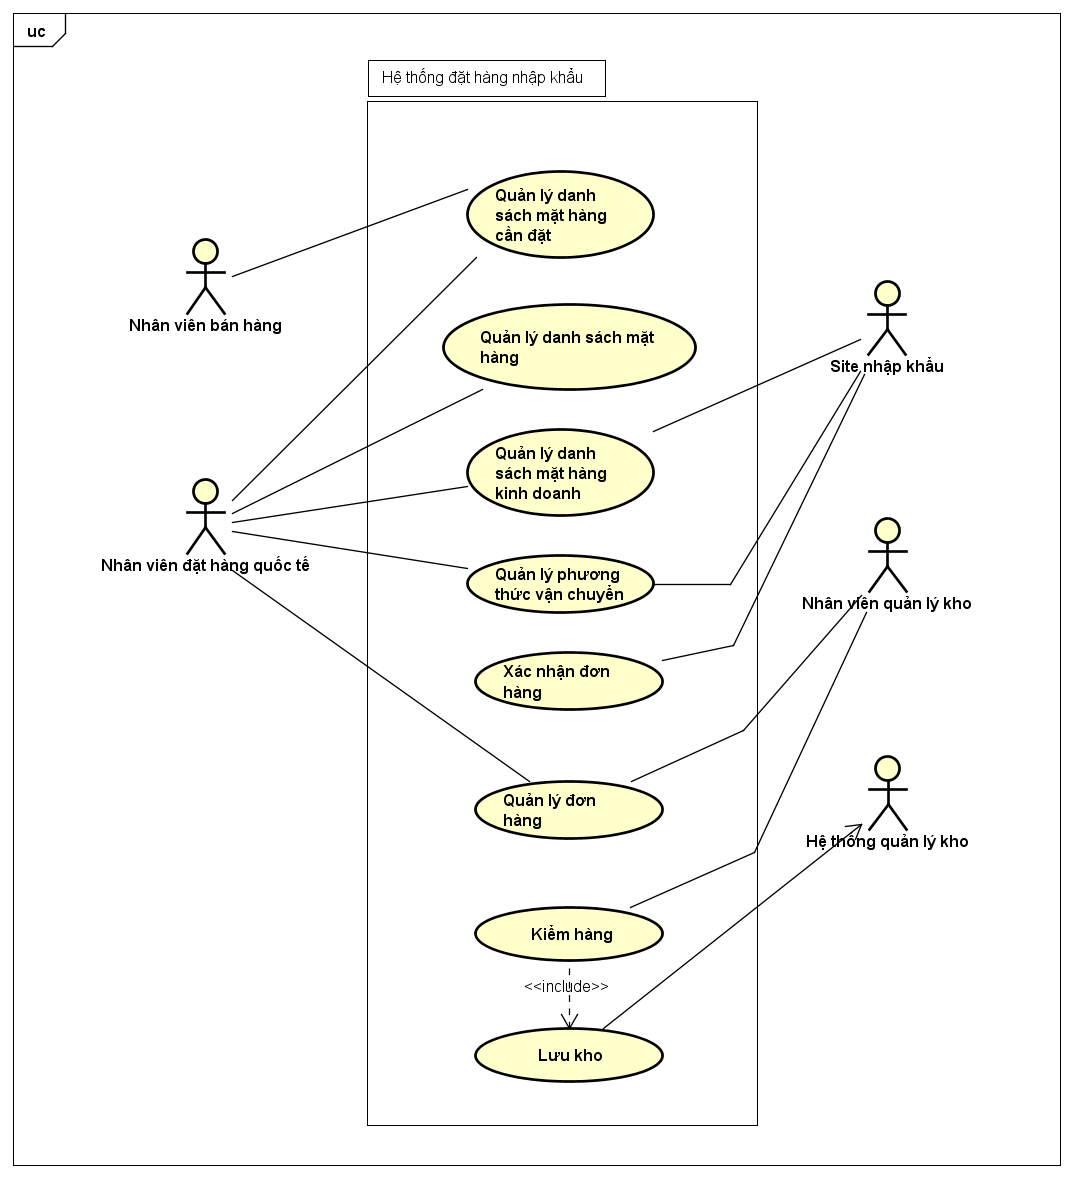 uc
Hệ thống đặt hàng nhập khẩu
Quản lý danh
sách mặt hàng
cần đặt
Nhân viên bán hàng
Quản lý danh sách mặt
hàng
Site nhập khẩu
Quản lý danh
sách mặt hàng
kinh doanh
Nhân viên đặt hàng quốc tế
Quản lý phương
thức vận chuyển
Nhân viên quản lý kho
Xác nhận đơn
hàng
Quản lý đơn
hàng
Hệ thống quản lý kho
Kiểm hàng
<<include>>
Lưu kho